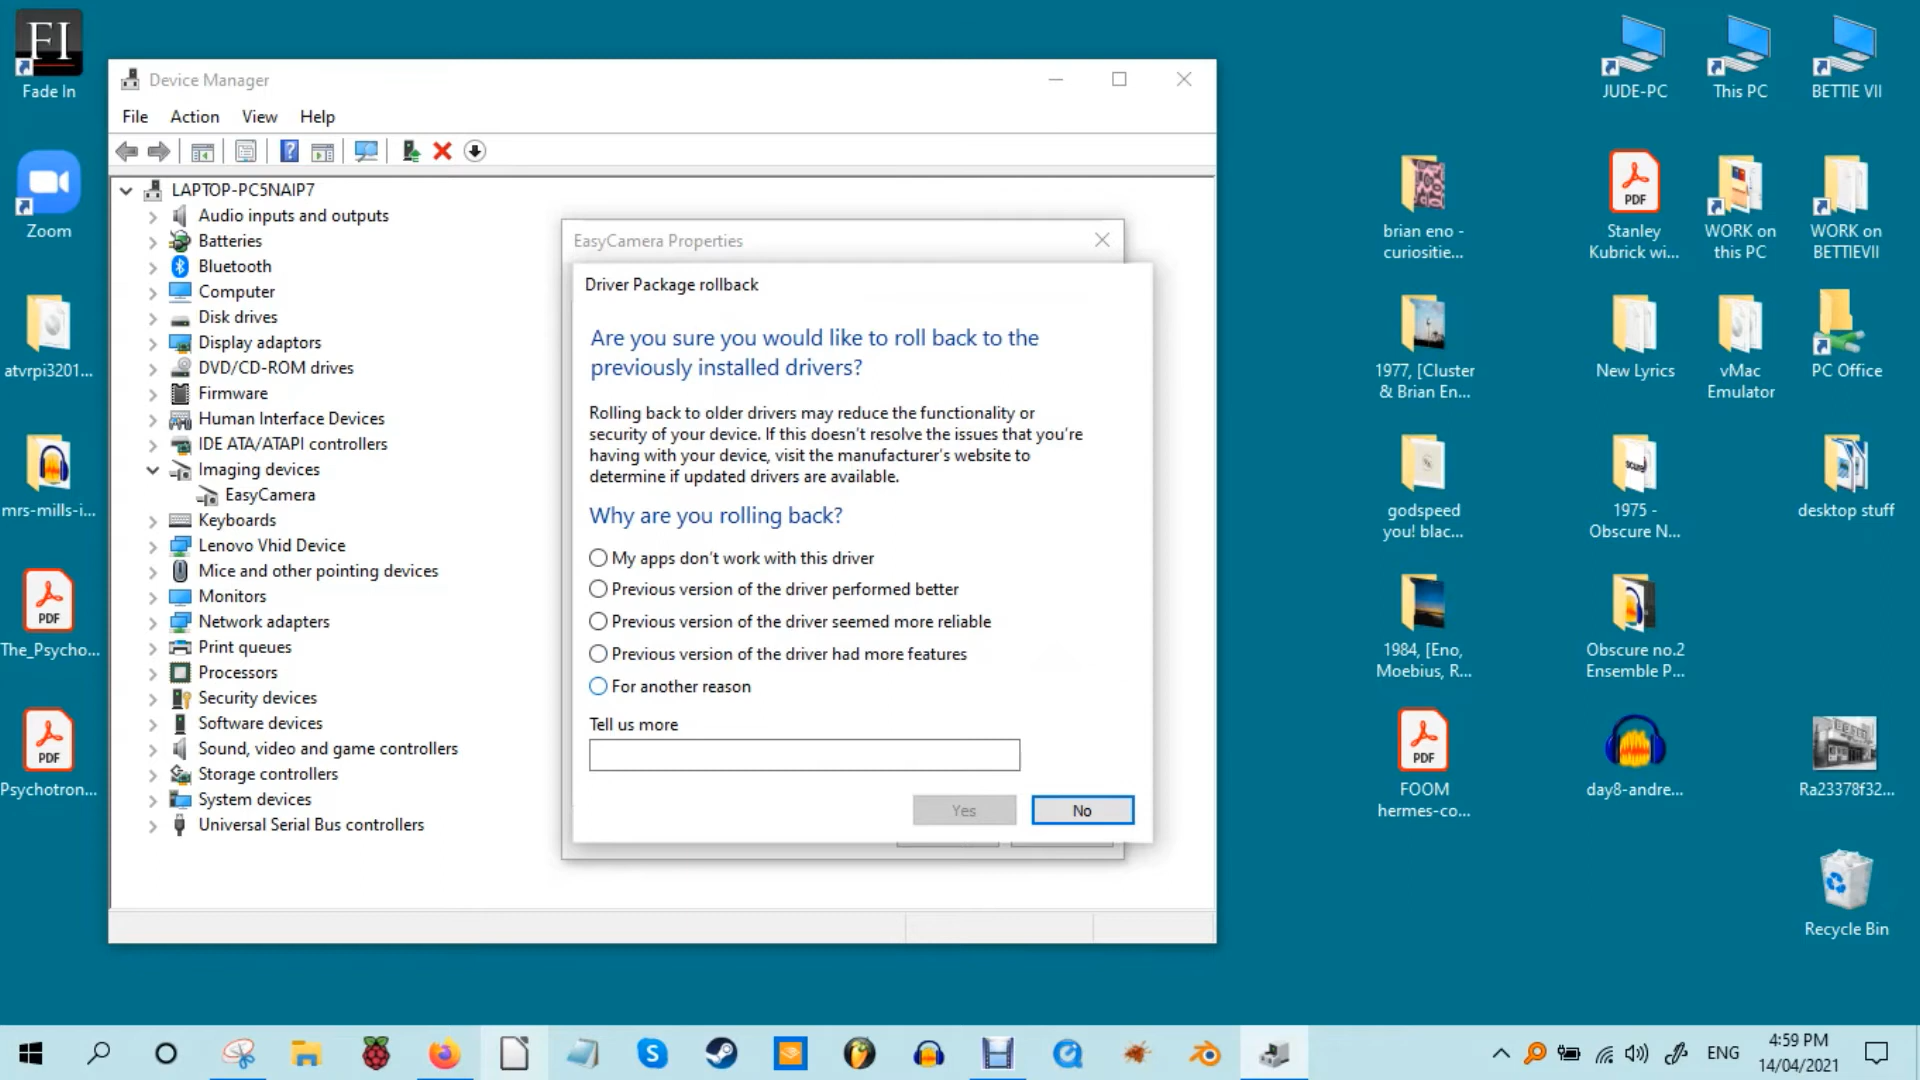 FI
Fade In
Zoom
atvrpi3201...
mrs-mills-i...
PDF
The_Psycho...
PDF
Psychotron...
Device Manager
File Action View Help
LAPTOP-PC5NAIP7
Audio inputs and outputs
Batteries
Bluetooth
Computer
Disk drives
Display adaptors
DVD/CD-ROM drives
Firmware
Human Interface Devices
IDE ATA/ATAPI controllers
Imaging devices
EasyCamera
Keyboards
Lenovo Vhid Device
Mice and other pointing devices
Monitors
Network adapters
Print queues
Processors
Security devices
Software devices
Sound, video and game controllers
Storage controllers
System devices
Universal Serial Bus controllers
EasyCamera Properties
Driver Package rollback
Are you sure you would like to roll back to the
previously installed drivers?
Rolling back to older drivers may reduce the functionality or
security of your device. If this doesn't resolve the issues that you're
having with your device, visit the manufacturer's website to
determine if updated drivers are available.
Why are you rolling back?
My apps don't work with this driver
Previous version of the driver performed better
Previous version of the driver seemed more reliable
Previous version of the driver had more features
For another reason
Tell us more
Yes
No
JUDE-PC
This PC
BETTIE VII
brian eno -
curiositie...
PDF
Stanley
Kubrick wi...
WORK on
this PC
WORK on
BETTIEVII
1977, [Cluster
& Brian En...
New Lyrics
vMac
Emulator
PC Office
godspeed
you! blac...
1975 -
Obscure N...
desktop stuff
1984, [Eno,
Moebius, R...
Obscure no.2
Ensemble P...
PDF
FOOM
hermes-co...
day8-andre...
Ra23378f32...
Recycle Bin
ENG
4:59 PM
14/04/2021